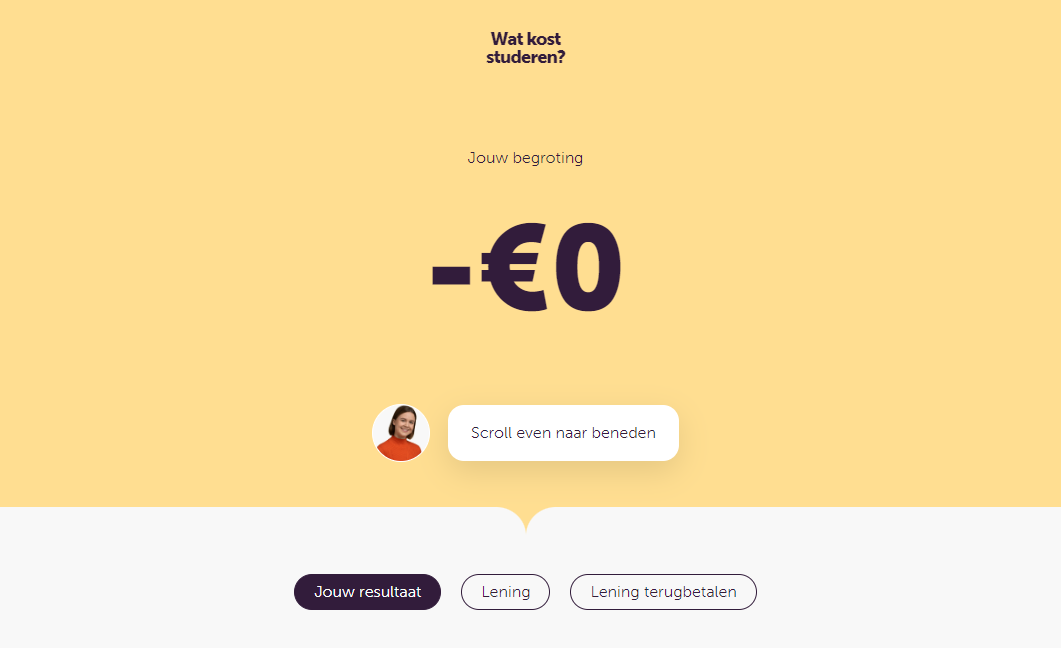 Wat kost
studeren?
Jouw begroting
-€0
Scroll even naar beneden
Jouw resultaat
Lening
Lening terugbetalen